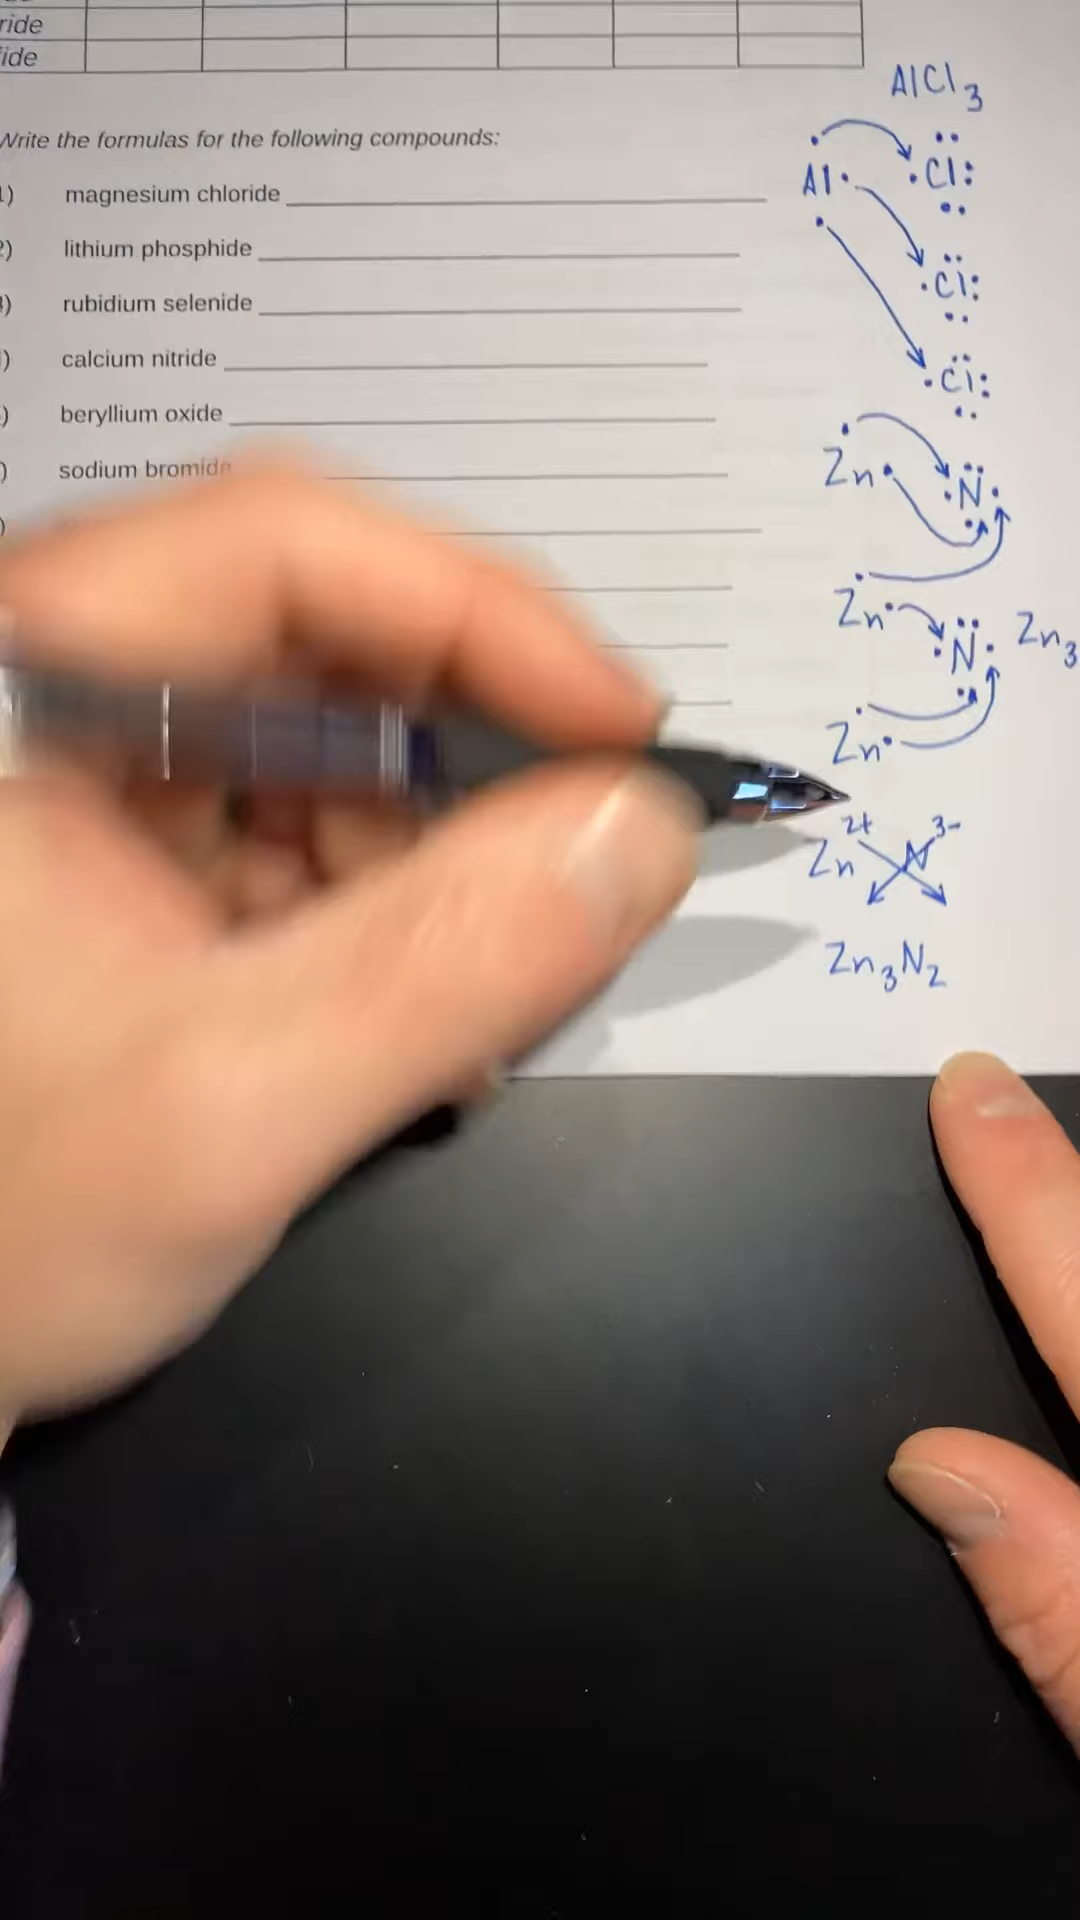 ride
ide
Write the formulas for the following compounds:
1) magnesium chloride
2) lithium phosphide
3) rubidium selenide
) calcium nitride
) beryllium oxide
) sodium bromide
)
AlCl3
Al Cl
Cl
Cl
Zn N
Zn N Zn3
Zn
Zn 2+ N 3-
Zn3N2